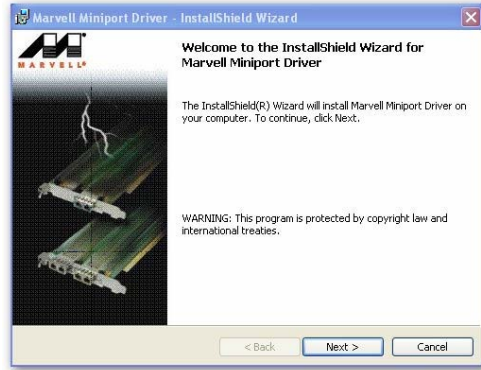 Marvell Miniport Driver - InstallShield Wizard
MARVELL®
Welcome to the InstallShield Wizard for
Marvell Miniport Driver
The InstallShield(R) Wizard will install Marvell Miniport Driver on
your computer. To continue, click Next.
WARNING: This program is protected by copyright law and
international treaties.
< Back
Next >
Cancel